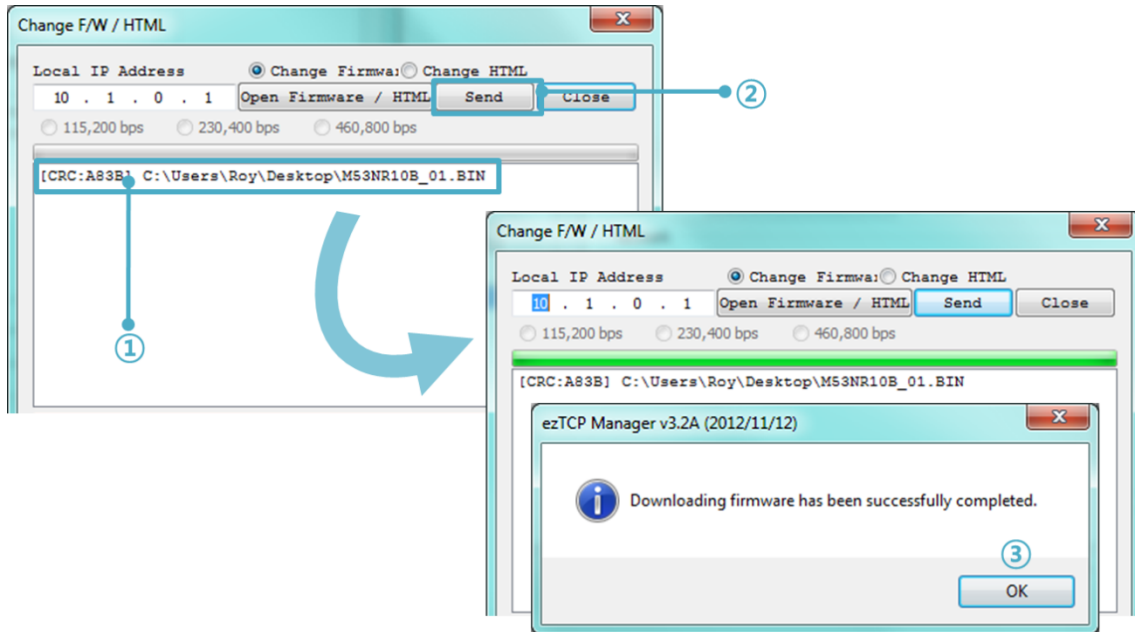 Change F/W / HTML
Local IP Address Change Firmwa: Change HTML
10 . 1 . 0 . 1 Open Firmware / HTML Send Close
②
115,200 bps 230,400 bps 460,800 bps
[CRC:A83B] C:\Users\Roy\Desktop\M53NR10B_01.BIN
①
Change F/W / HTML
Local IP Address Change Firmwa: Change HTML
10 . 1 . 0 . 1 Open Firmware / HTML Send Close
115,200 bps 230,400 bps 460,800 bps
[CRC:A83B] C:\Users\Roy\Desktop\M53NR10B_01.BIN
ezTCP Manager v3.2A (2012/11/12)
Downloading firmware has been successfully completed.
③
OK